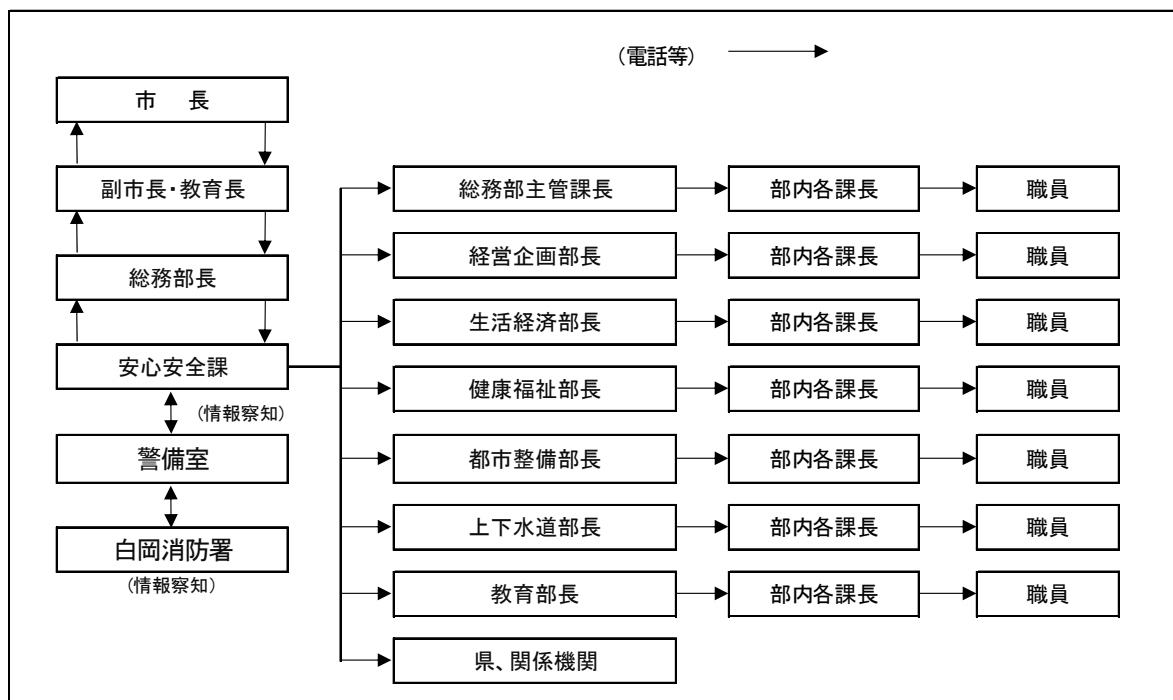 (電話等)
市　長
副市長・教育長
総務部長
安心安全課
(情報察知)
警備室
白岡消防署
(情報察知)
総務部主管課長 部内各課長 職員
経営企画部長 部内各課長 職員
生活経済部長 部内各課長 職員
健康福祉部長 部内各課長 職員
都市整備部長 部内各課長 職員
上下水道部長 部内各課長 職員
教育部長 部内各課長 職員
県、関係機関